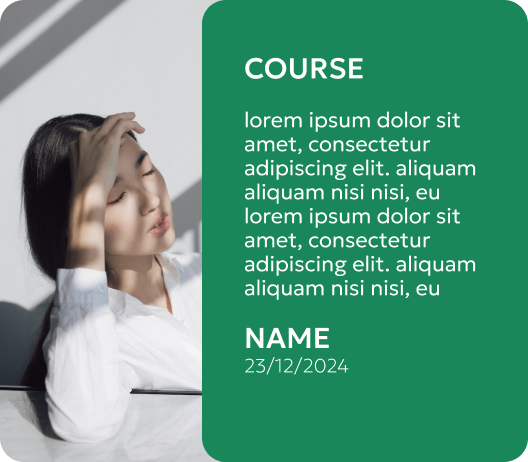 COURSE
lorem ipsum dolor sit
amet, consectetur
adipiscing elit. aliquam
aliquam nisi nisi, eu
lorem ipsum dolor sit
amet, consectetur
adipiscing elit. aliquam
aliquam nisi nisi, eu
NAME
23/12/2024